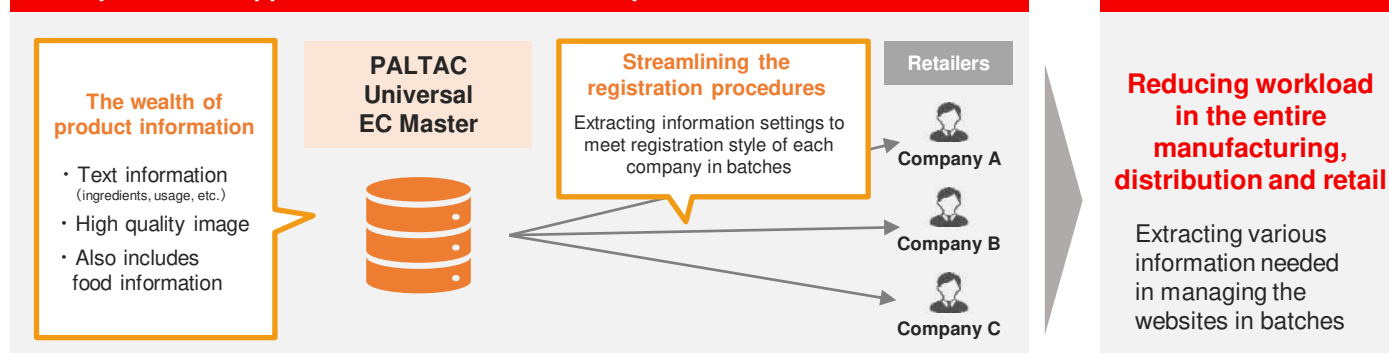 The wealth of
product information
・Text information
(ingredients, usage, etc.)
・High quality image
・Also includes
food information
PALTAC
Universal
EC Master
Streamlining the
registration procedures
Extracting information settings to
meet registration style of each
company in batches
Retailers
Company A
Company B
Company C
Reducing workload
in the entire
manufacturing,
distribution and retail
Extracting various
information needed
in managing the
websites in batches